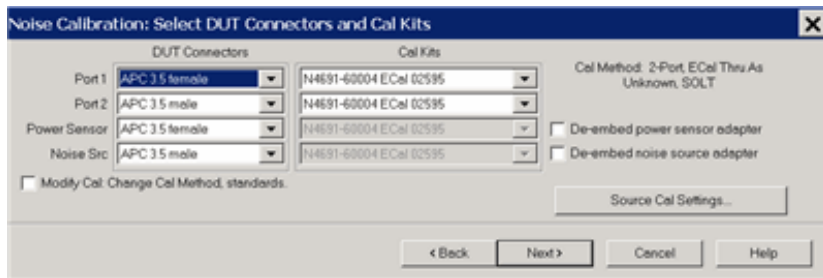 Noise Calibration: Select DUT Connectors and Cal Kits
DUT Connectors Cal Kits
Port 1 APC 3.5 female N4691-60004 ECal 02595
Port 2 APC 3.5 male N4691-60004 ECal 02595
Power Sensor APC 3.5 female N4691-60004 ECal 02595
Noise Src APC 3.5 male N4691-60004 ECal 02595
Cal Method: 2-Port, ECal Thru As
Unknown, SOLT
De-embed power sensor adapter
De-embed noise source adapter
Modify Cal: Change Cal Method, standards.
Source Cal Settings...
< Back Next > Cancel Help